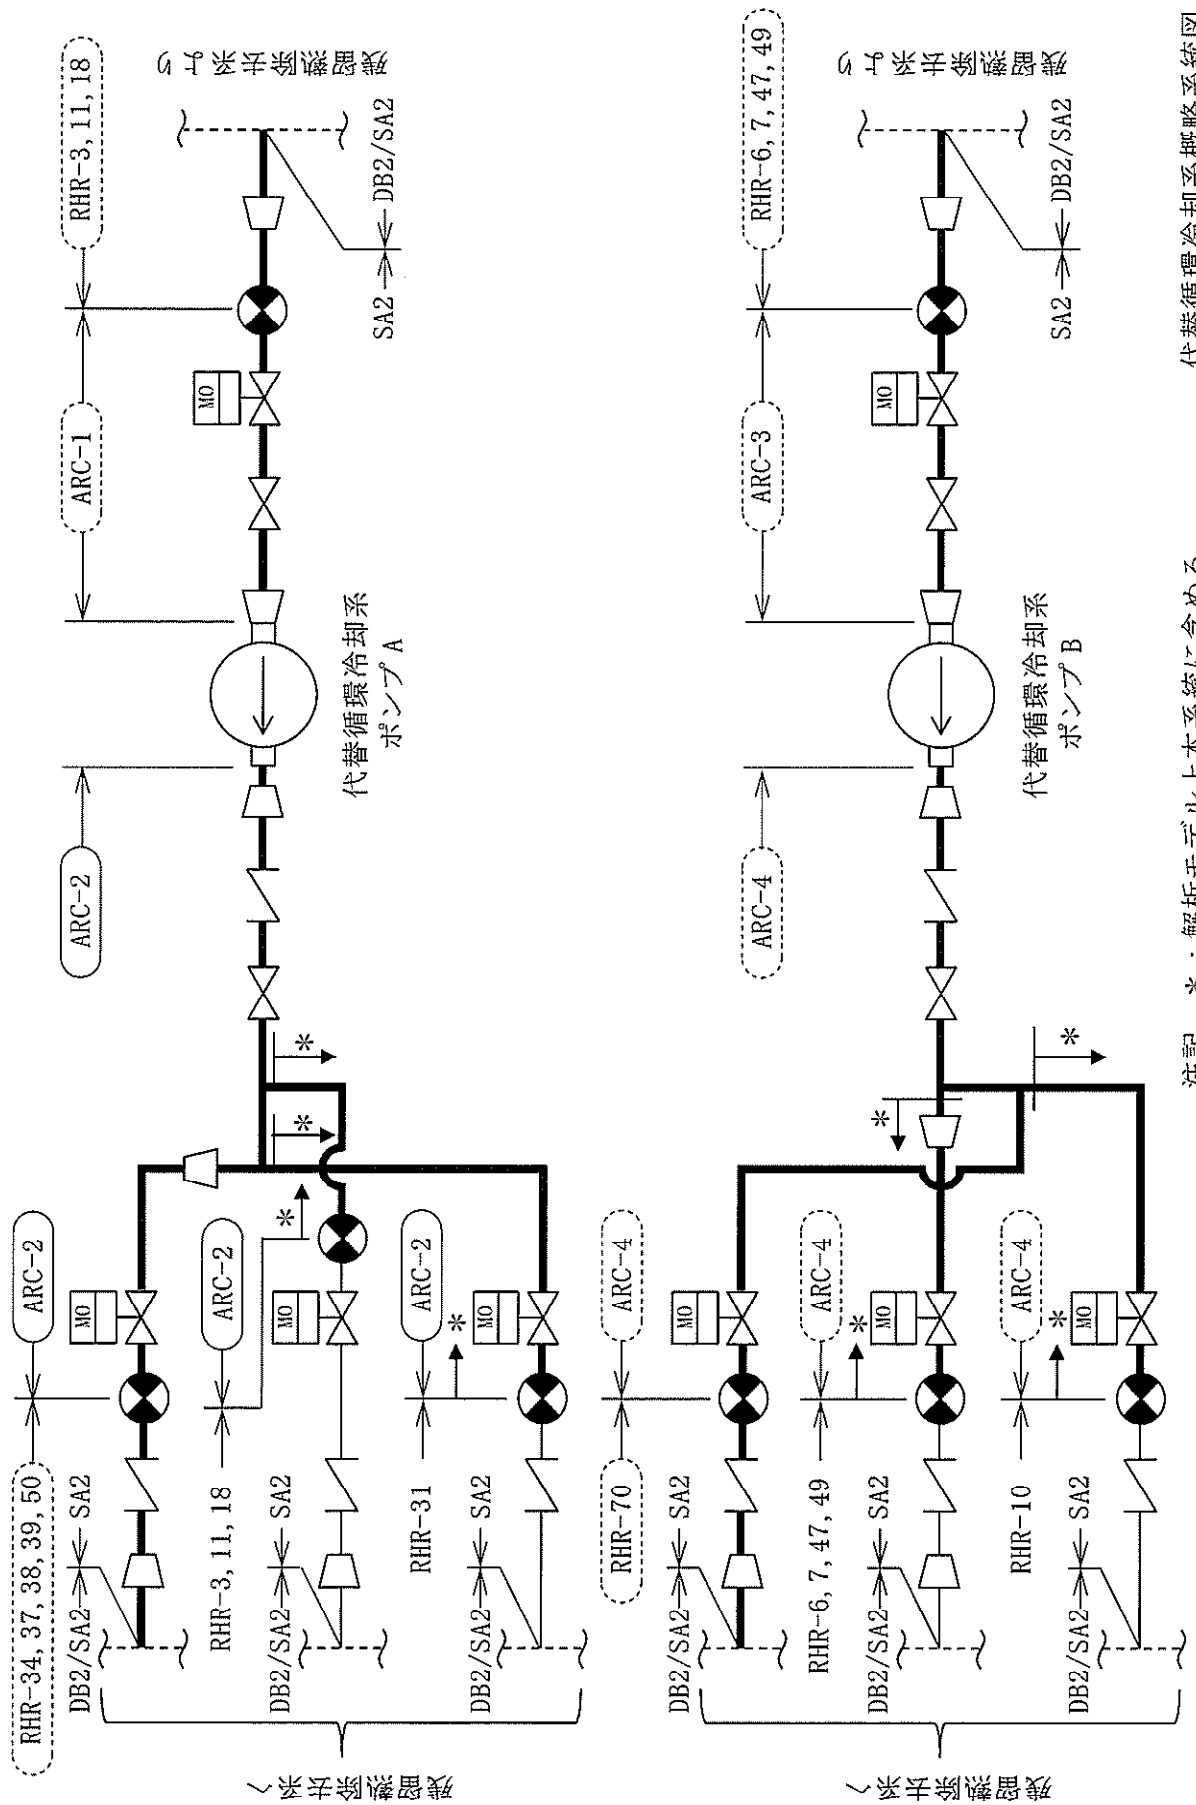 残留熱除去系より
RHR-3, 11, 18
SA2
DB2/SA2
ARC-1
MO
代替循環冷却系
ポンプA
ARC-2
*
*
ARC-2
MO
RHR-34, 37, 38, 39, 50
DB2/SA2
SA2
ARC-2
*
MO
RHR-3, 11, 18
DB2/SA2
SA2
ARC-2
*
MO
RHR-31
DB2/SA2
SA2
残留熱除去系へ
残留熱除去系より
RHR-6, 7, 47, 49
SA2
DB2/SA2
ARC-3
MO
代替循環冷却系
ポンプB
ARC-4
*
*
ARC-4
MO
RHR-70
DB2/SA2
SA2
ARC-4
*
MO
RHR-6, 7, 47, 49
DB2/SA2
SA2
ARC-4
*
MO
RHR-10
DB2/SA2
SA2
残留熱除去系へ
注記 *:解析モデル上本系統に含める
代替循環冷却系概略系統図